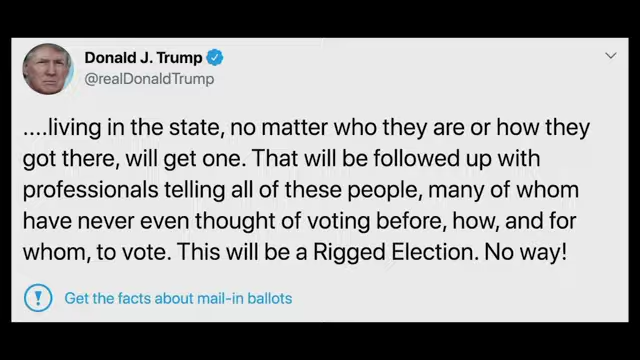 Donald J. Trump
@realDonaldTrump
....living in the state, no matter who they are or how they
got there, will get one. That will be followed up with
professionals telling all of these people, many of whom
have never even thought of voting before, how, and for
whom, to vote. This will be a Rigged Election. No way!
Get the facts about mail-in ballots